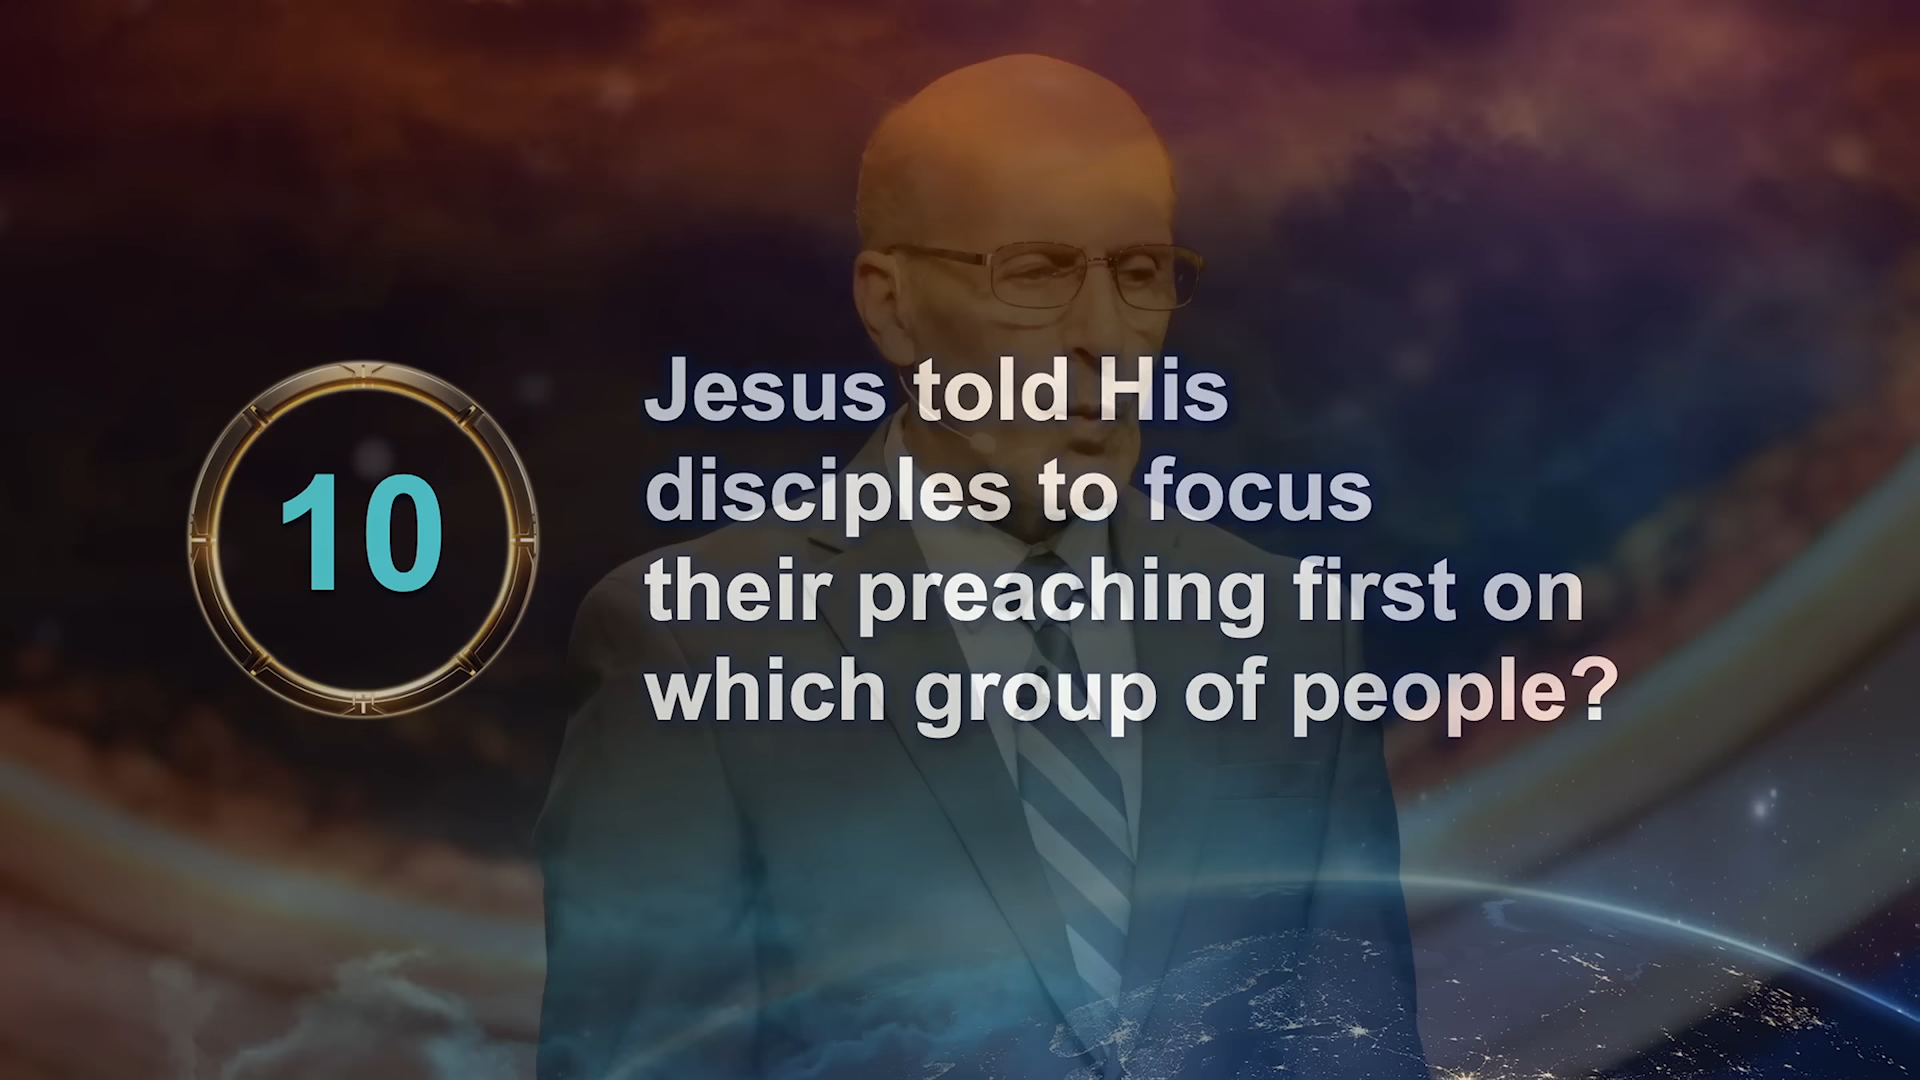 10
Jesus told His
disciples to focus
their preaching first on
which group of people?